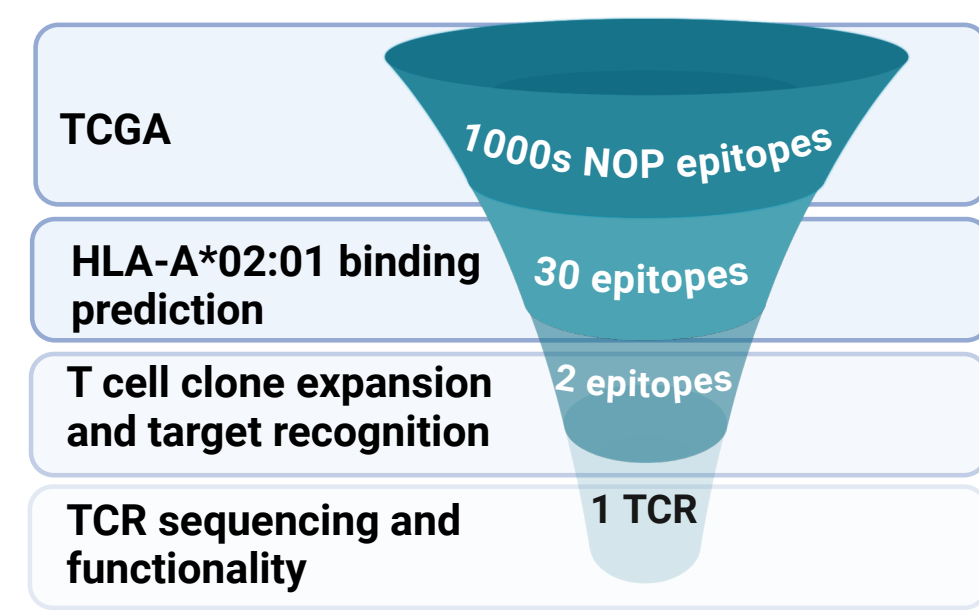 TCGA
1000s NOP epitopes
HLA-A*02:01 binding
prediction
30 epitopes
T cell clone expansion
and target recognition
2 epitopes
TCR sequencing and
functionality
1 TCR